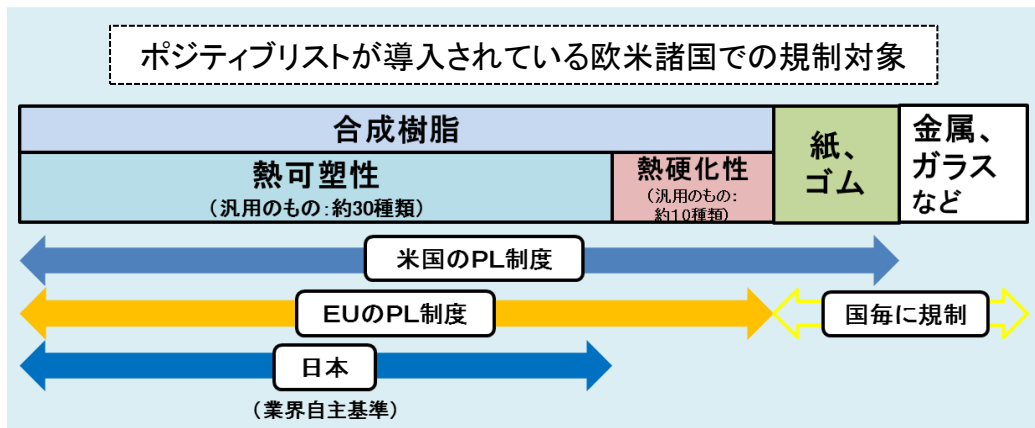 ポジティブリストが導入されている欧米諸国での規制対象
合成樹脂
熱可塑性
（汎用のもの：約30種類）
熱硬化性
（汎用のもの：
約１０種類）
紙、
ゴム
金属、
ガラス
など
米国のPL制度
EUのPL制度
国毎に規制
日本
（業界自主基準）